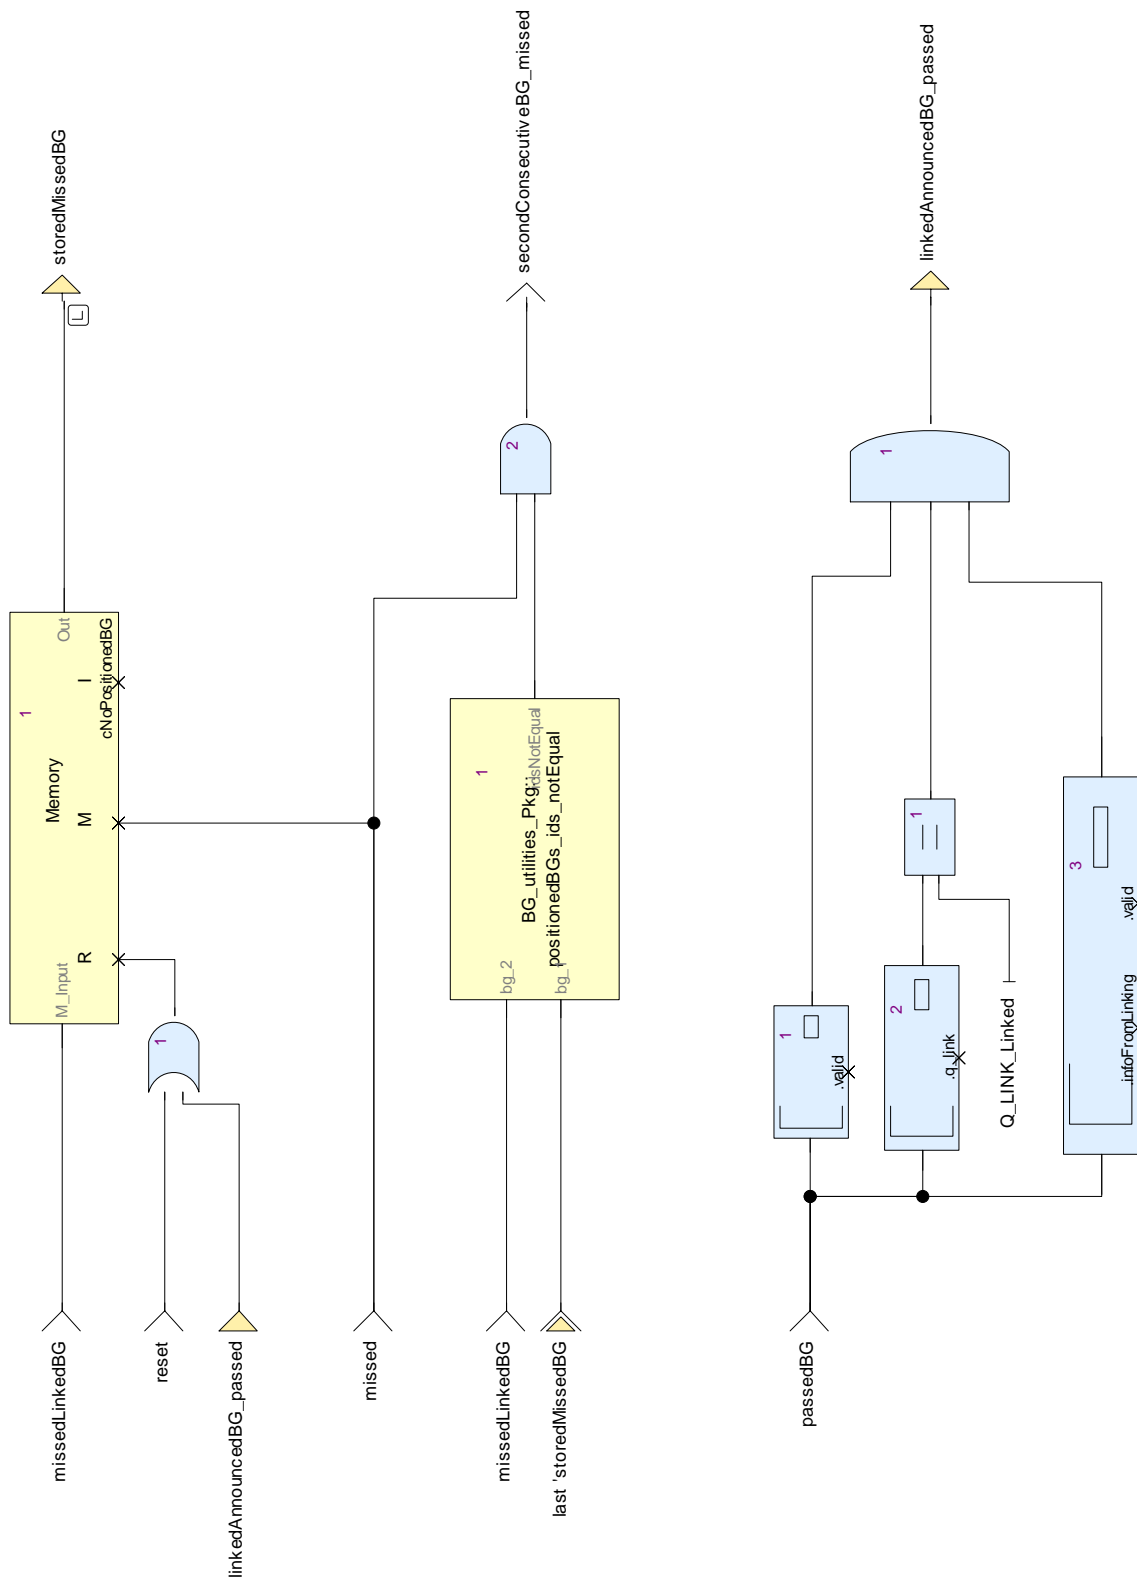 storedMissedBG
L
1
Out
Memory
I
cNoPositionedBG
M
R
M_Input
1
missedLinkedBG
reset
linkedAnnouncedBG_passed
missed
secondConsecutiveBG_missed
2
1
idsNotEqual
BG_utilities_Pkg::
positionedBGs_ids_notEqual
bg_2
bg_1
missedLinkedBG
last 'storedMissedBG
linkedAnnouncedBG_passed
1
1
1
.valid
2
.q_link
Q_LINK_Linked
3
.valid
.infoFromLinking
passedBG